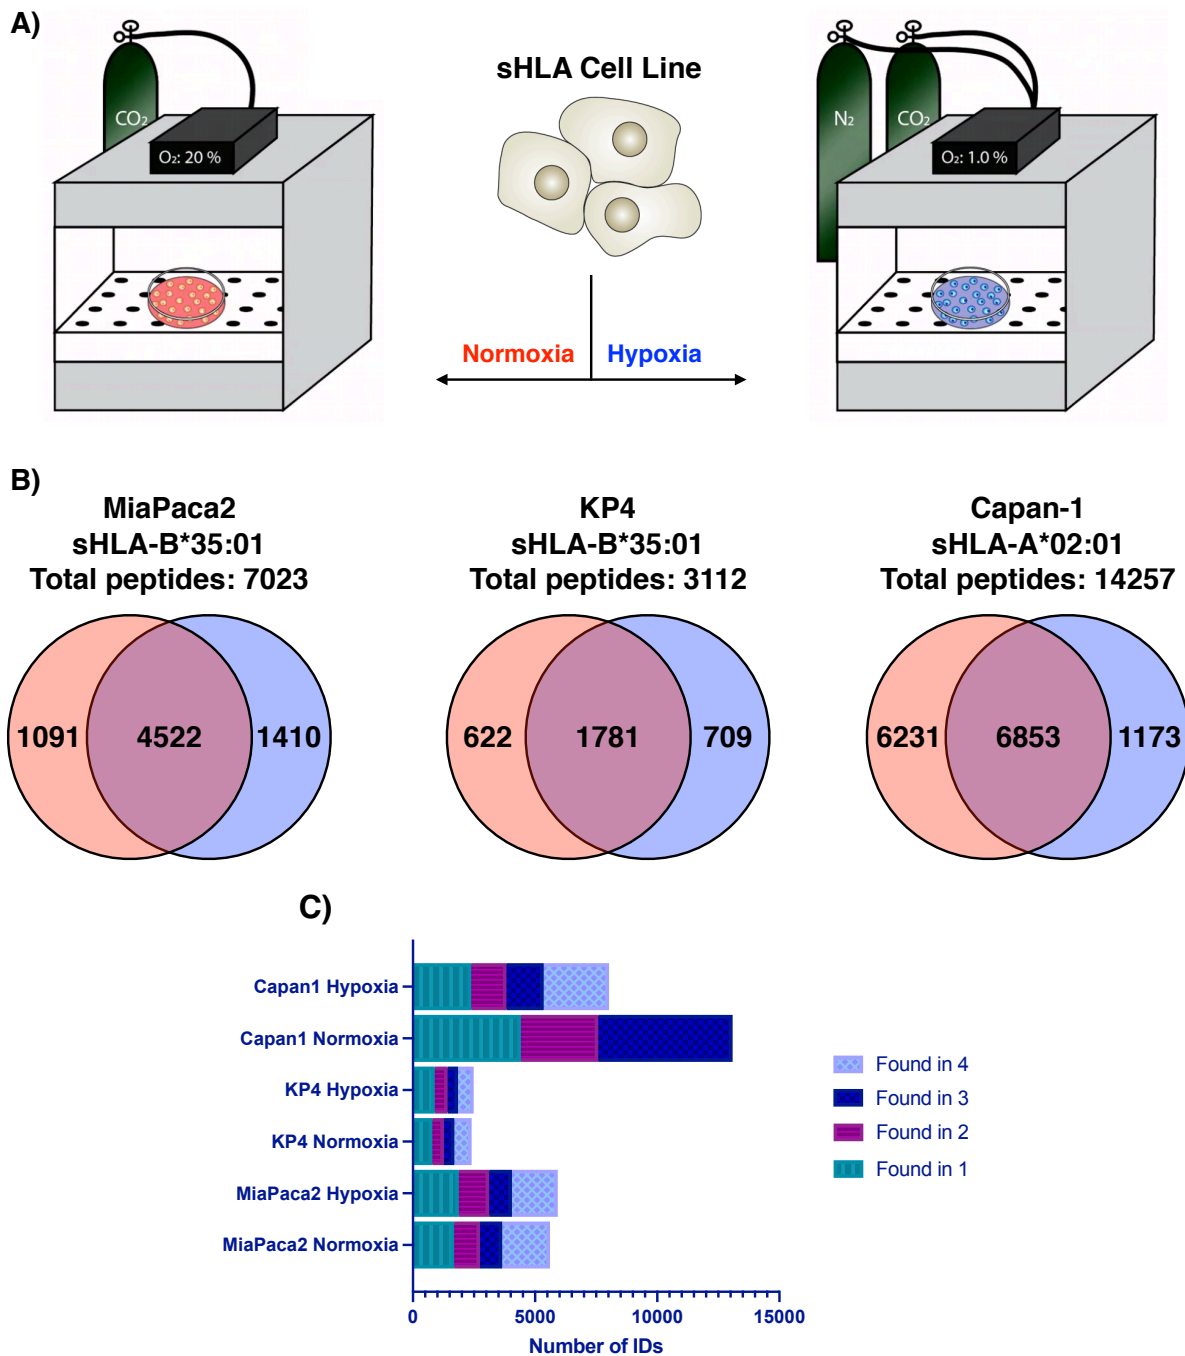 A)
CO₂
O₂: 20 %
sHLA Cell Line
Normoxia
Hypoxia
N₂
CO₂
O₂: 1.0 %
B)
MiaPaca2
sHLA-B*35:01
Total peptides: 7023
1091
4522
1410
KP4
sHLA-B*35:01
Total peptides: 3112
622
1781
709
Capan-1
sHLA-A*02:01
Total peptides: 14257
6231
6853
1173
C)
Capan1 Hypoxia
Capan1 Normoxia
KP4 Hypoxia
KP4 Normoxia
MiaPaca2 Hypoxia
MiaPaca2 Normoxia
0
5000
10000
15000
Number of IDs
Found in 4
Found in 3
Found in 2
Found in 1